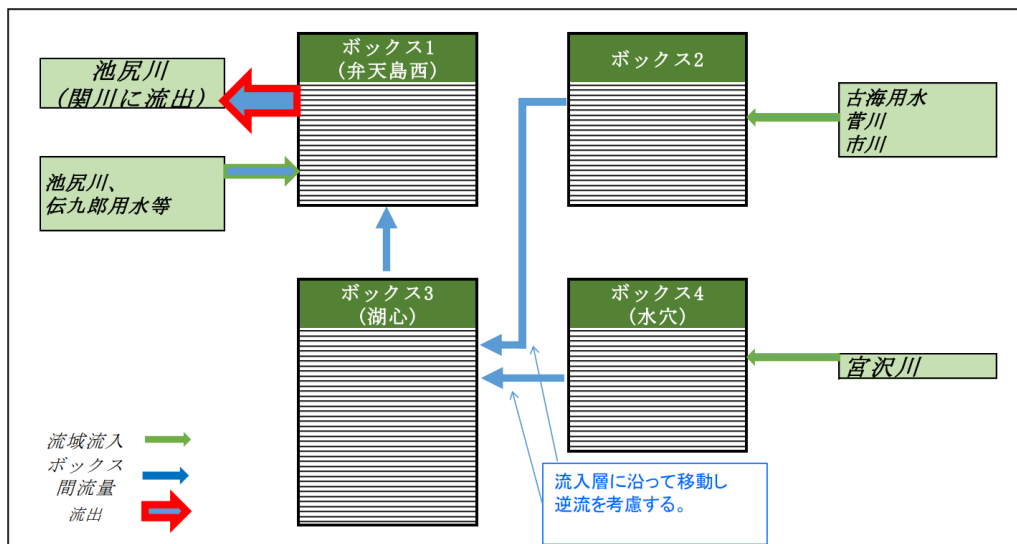 池尻川
(関川に流出)
ボックス1
(弁天島西)
ボックス2
古海用水
菅川
市川
池尻川、
伝九郎用水等
ボックス3
(湖心)
ボックス4
(水穴)
宮沢川
流域流入
ボックス
間流量
流出
流入層に沿って移動し
逆流を考慮する。